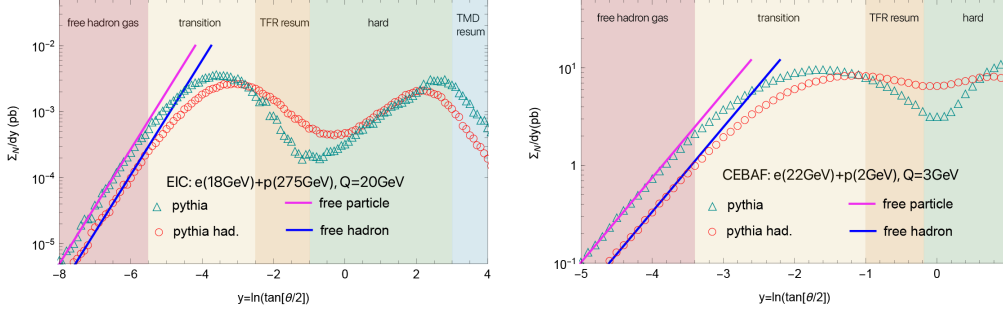 free hadron gas transition TFR resum hard TMD
resum
10⁻²
10⁻³
10⁻⁴
10⁻⁵
Σ_N/dy (pb)
EIC: e(18GeV)+p(275GeV), Q=20GeV
pythia free particle
pythia had. free hadron
−8 −6 −4 −2 0 2 4
y=ln(tan[θ/2])
free hadron gas transition TFR resum hard
10¹
1
10⁻¹
Σ_N/dy (pb)
CEBAF: e(22GeV)+p(2GeV), Q=3GeV
pythia free particle
pythia had. free hadron
−5 −4 −3 −2 −1 0
y=ln(tan[θ/2])